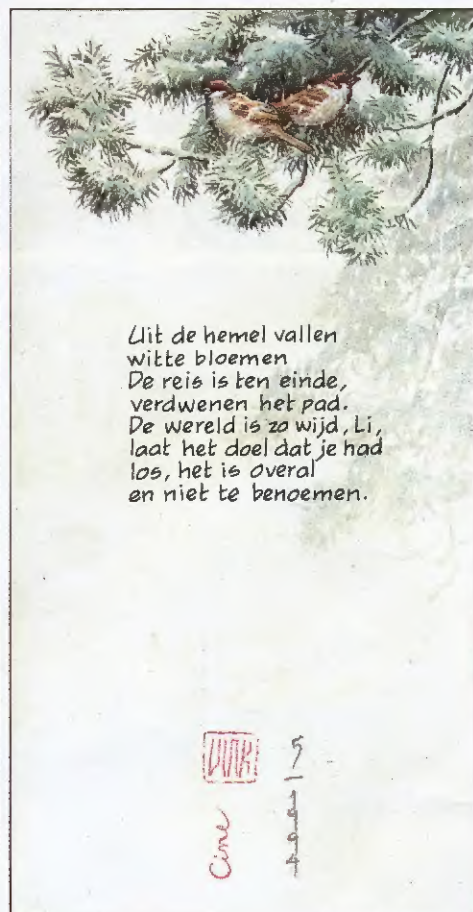 Uit de hemel vallen
witte bloemen
De reis is ten einde,
verdwenen het pad.
De wereld is zo wijd, Li,
laat het doel dat je had
los, het is overal
en niet te benoemen.
Cine